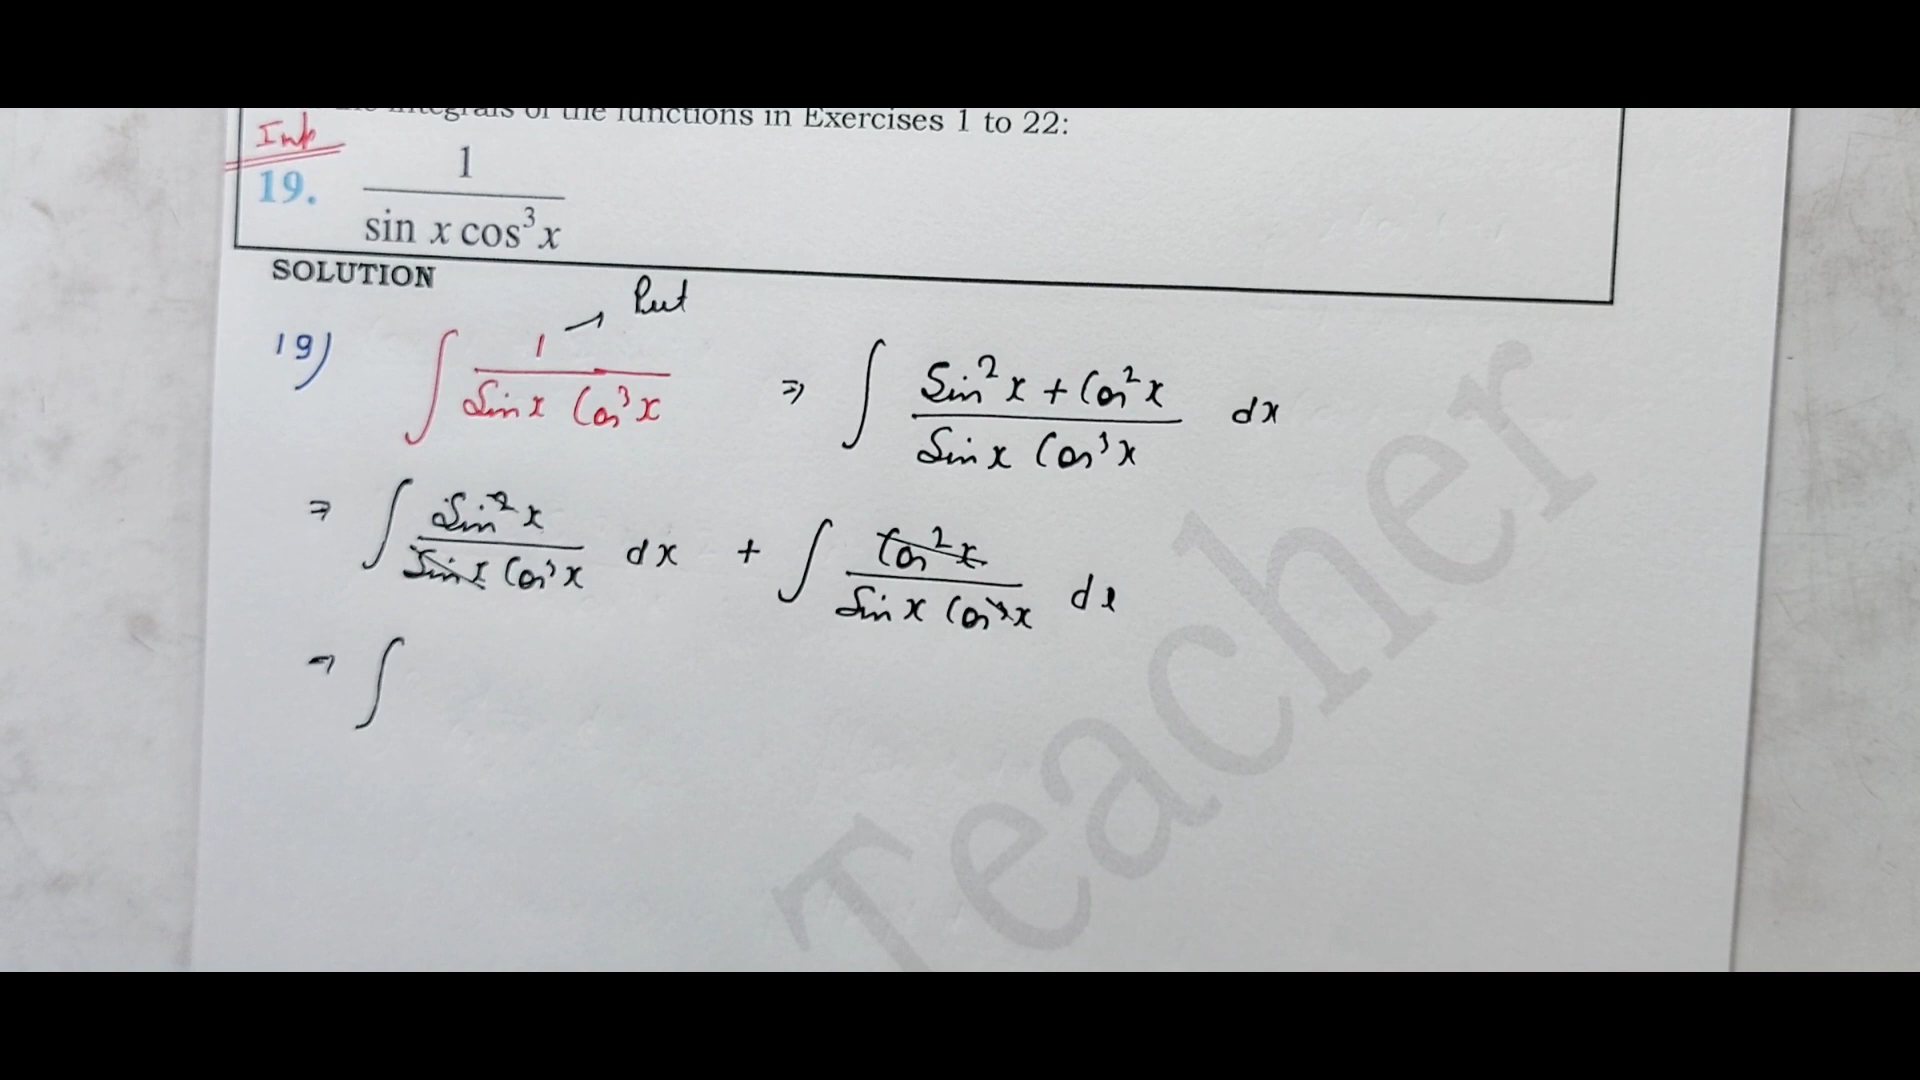 integrals of the functions in Exercises 1 to 22:
Imp
19. 1 / sin x cos³x
SOLUTION
Put
19) ∫ 1 / Sin x Cos³x ⇒ ∫ Sin²x + Cos²x / Sin x Cos³x dx
⇒ ∫ Sin²x / Sin x Cos³x dx + ∫ Cos²x / Sin x Cos³x dx
⇒ ∫
Teacher